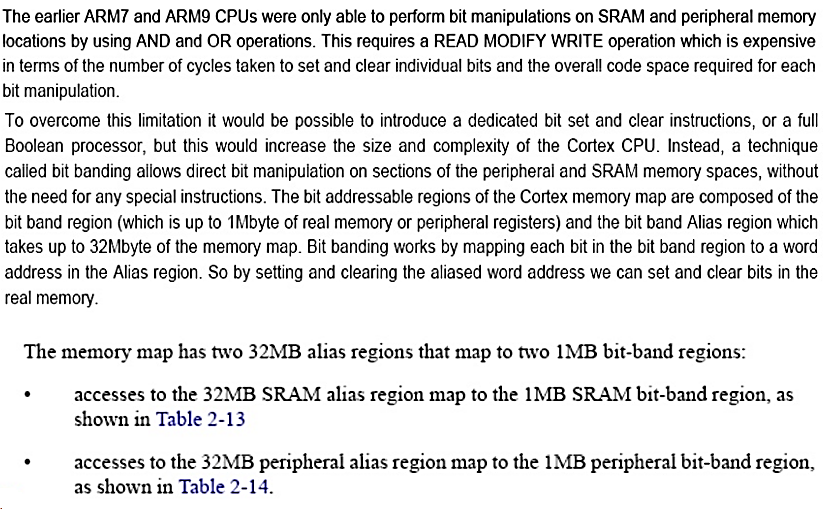 The earlier ARM7 and ARM9 CPUs were only able to perform bit manipulations on SRAM and peripheral memory
locations by using AND and OR operations. This requires a READ MODIFY WRITE operation which is expensive
in terms of the number of cycles taken to set and clear individual bits and the overall code space required for each
bit manipulation.
To overcome this limitation it would be possible to introduce a dedicated bit set and clear instructions, or a full
Boolean processor, but this would increase the size and complexity of the Cortex CPU. Instead, a technique
called bit banding allows direct bit manipulation on sections of the peripheral and SRAM memory spaces, without
the need for any special instructions. The bit addressable regions of the Cortex memory map are composed of the
bit band region (which is up to 1Mbyte of real memory or peripheral registers) and the bit band Alias region which
takes up to 32Mbyte of the memory map. Bit banding works by mapping each bit in the bit band region to a word
address in the Alias region. So by setting and clearing the aliased word address we can set and clear bits in the
real memory.
The memory map has two 32MB alias regions that map to two 1MB bit-band regions:
• accesses to the 32MB SRAM alias region map to the 1MB SRAM bit-band region, as
shown in Table 2-13
• accesses to the 32MB peripheral alias region map to the 1MB peripheral bit-band region,
as shown in Table 2-14.